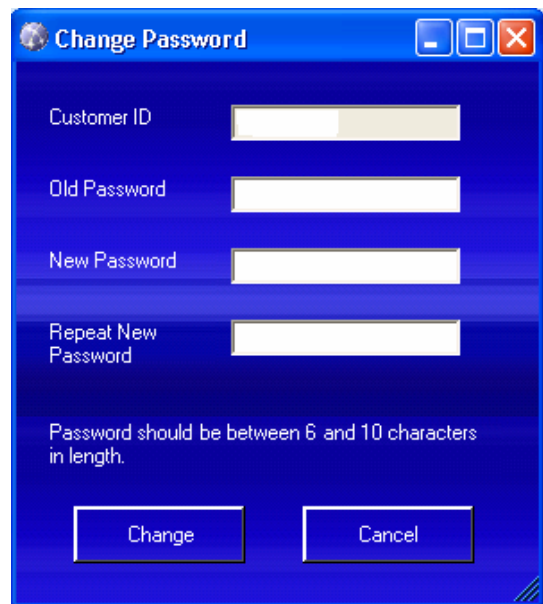 Change Password
Customer ID
Old Password
New Password
Repeat New
Password
Password should be between 6 and 10 characters
in length.
Change
Cancel